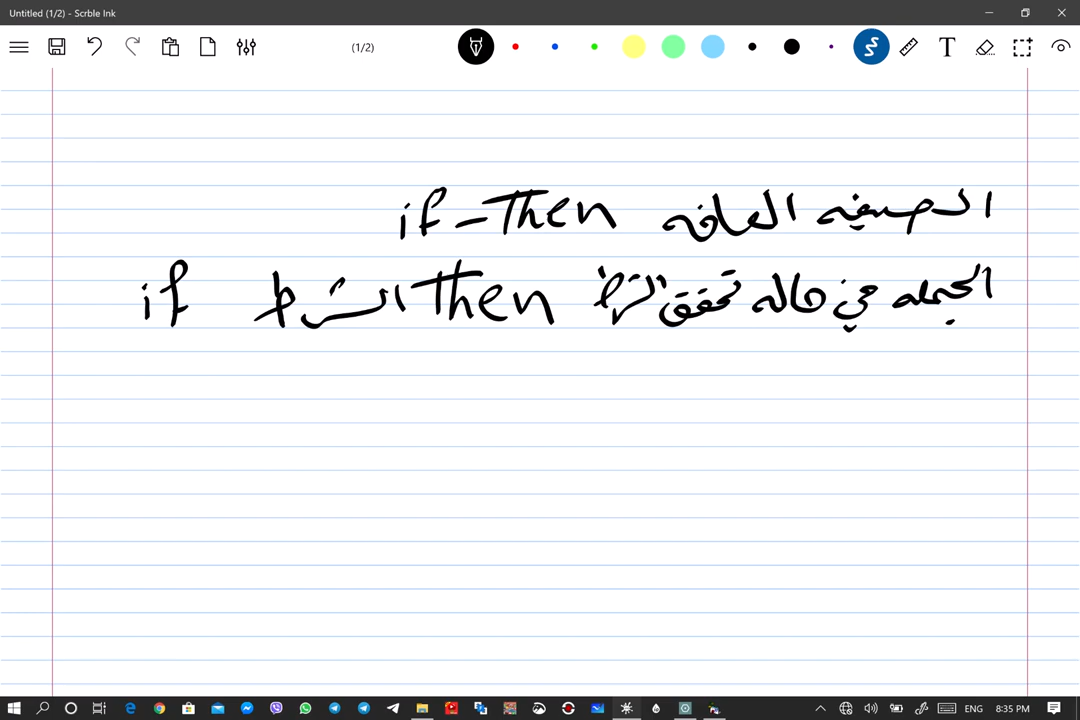 Untitled (1/2) - Scrble Ink
(1/2)
T
الصيغه العامه if-Then
if الشرط Then الجمله في حاله تحقق الشرط
ENG 8:35 PM